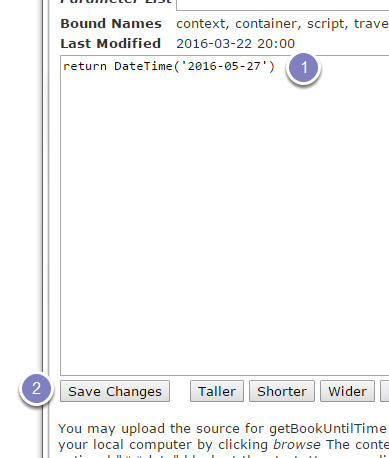 Parameter List
Bound Names context, container, script, trave
Last Modified 2016-03-22 20:00
return DateTime('2016-05-27') 1
2 Save Changes Taller Shorter Wider
You may upload the source for getBookUntilTime
your local computer by clicking browse The conte